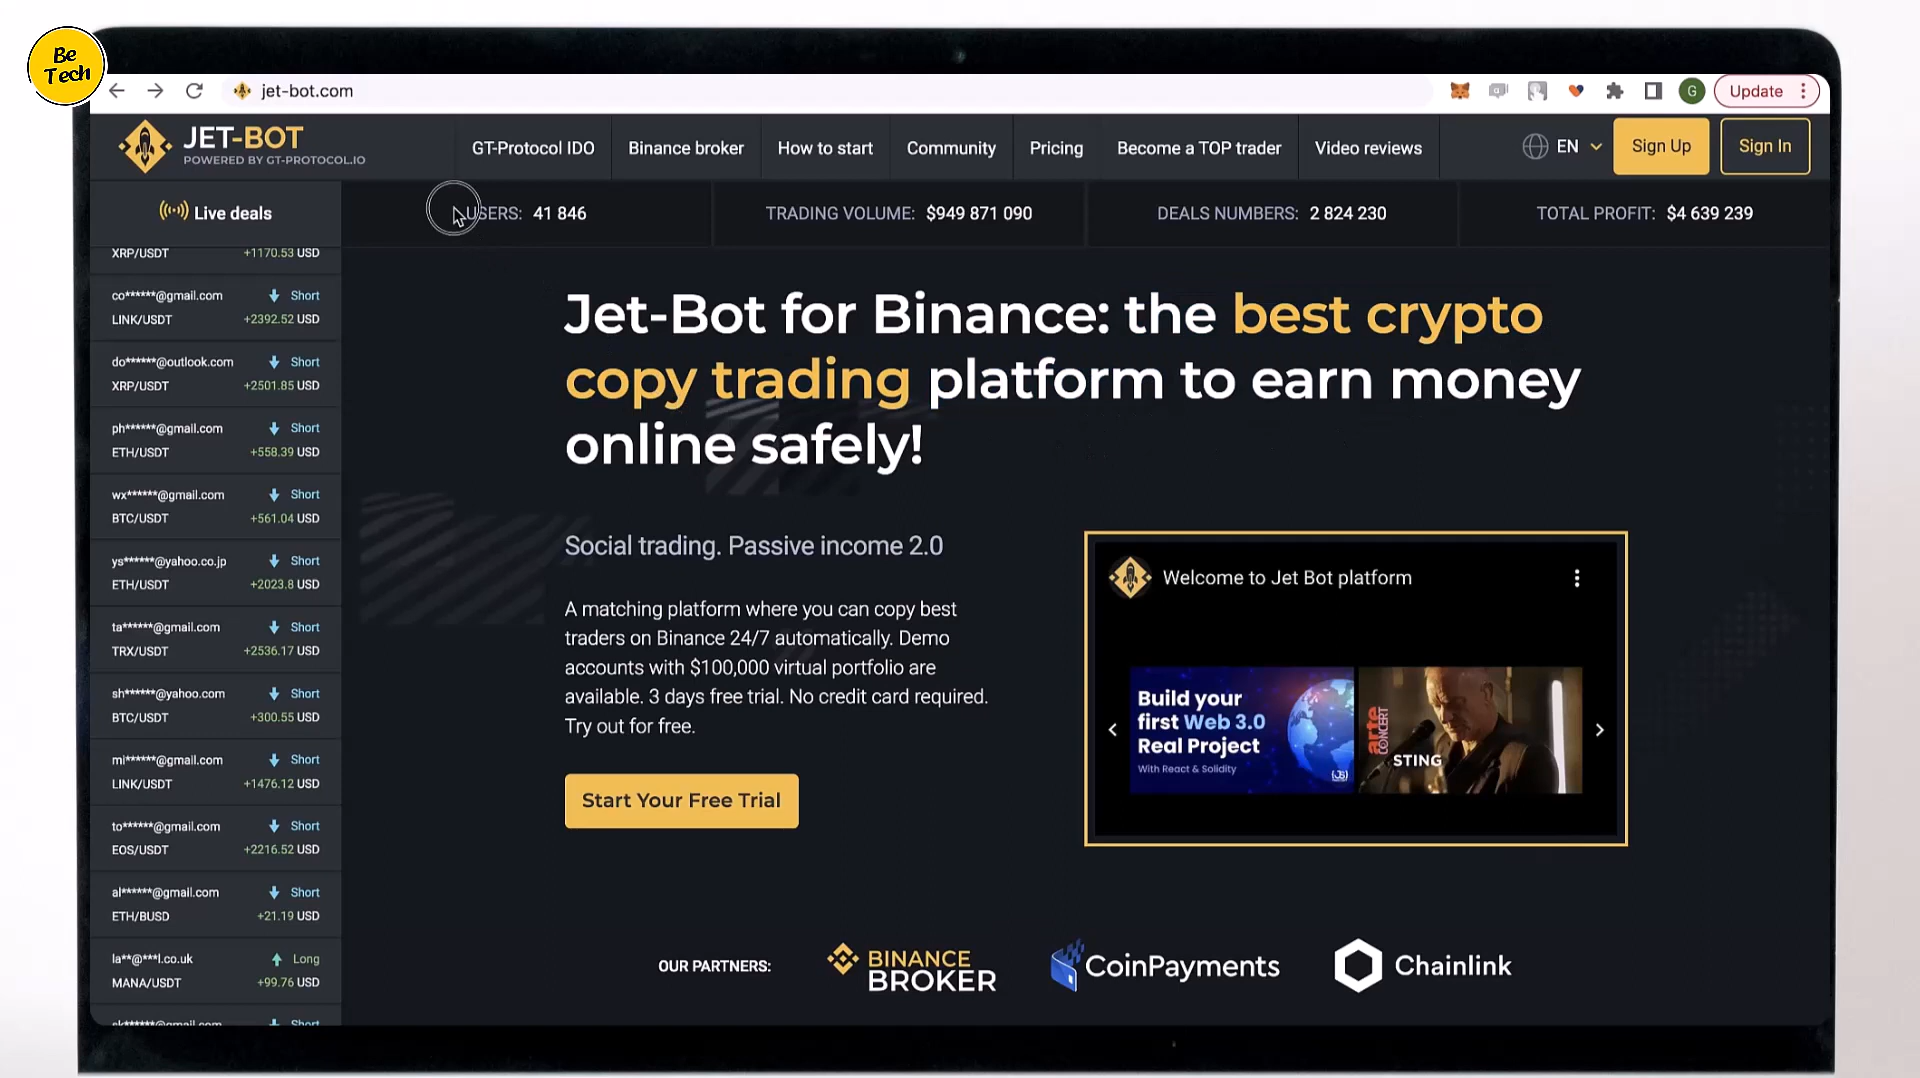 Be
Tech
jet-bot.com
G
Update
JET-BOT
POWERED BY GT-PROTOCOL.IO
GT-Protocol IDO
Binance broker
How to start
Community
Pricing
Become a TOP trader
Video reviews
EN
Sign Up
Sign In
Live deals
USERS: 41 846
TRADING VOLUME: $949 871 090
DEALS NUMBERS: 2 824 230
TOTAL PROFIT: $4 639 239
XRP/USDT +1170.53 USD
co******@gmail.com Short
LINK/USDT +2392.52 USD
do******@outlook.com Short
XRP/USDT +2501.85 USD
ph******@gmail.com Short
ETH/USDT +558.39 USD
wx******@gmail.com Short
BTC/USDT +561.04 USD
ys******@yahoo.co.jp Short
ETH/USDT +2023.8 USD
ta******@gmail.com Short
TRX/USDT +2536.17 USD
sh******@yahoo.com Short
BTC/USDT +300.55 USD
mi******@gmail.com Short
LINK/USDT +1476.12 USD
to******@gmail.com Short
EOS/USDT +2216.52 USD
al******@gmail.com Short
ETH/BUSD +21.19 USD
la**@***l.co.uk Long
MANA/USDT +99.76 USD
Jet-Bot for Binance: the best crypto
copy trading platform to earn money
online safely!
Social trading. Passive income 2.0
A matching platform where you can copy best
traders on Binance 24/7 automatically. Demo
accounts with $100,000 virtual portfolio are
available. 3 days free trial. No credit card required.
Try out for free.
Start Your Free Trial
Welcome to Jet Bot platform
Build your
first Web 3.0
Real Project
With React & Solidity
arte
CONCERT
STING
OUR PARTNERS:
BINANCE
BROKER
CoinPayments
Chainlink